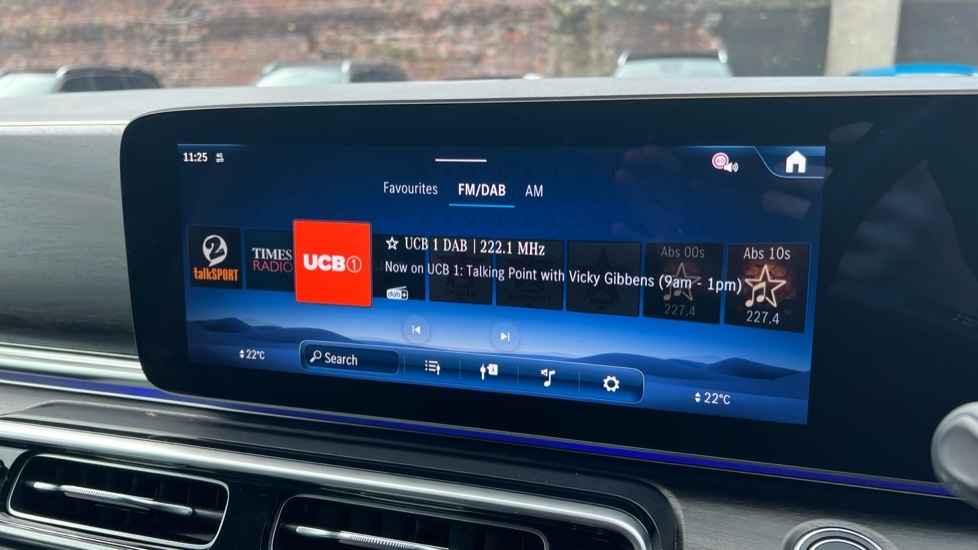 11:25 4G
Favourites FM/DAB AM
2
talkSPORT
TIMES
RADIO
UCB1
UCB 1 DAB | 222.1 MHz
Now on UCB 1: Talking Point with Vicky Gibbens (9am - 1pm)
dab+
Abs 00s
227.4
Abs 10s
227.4
22°C
Search
22°C